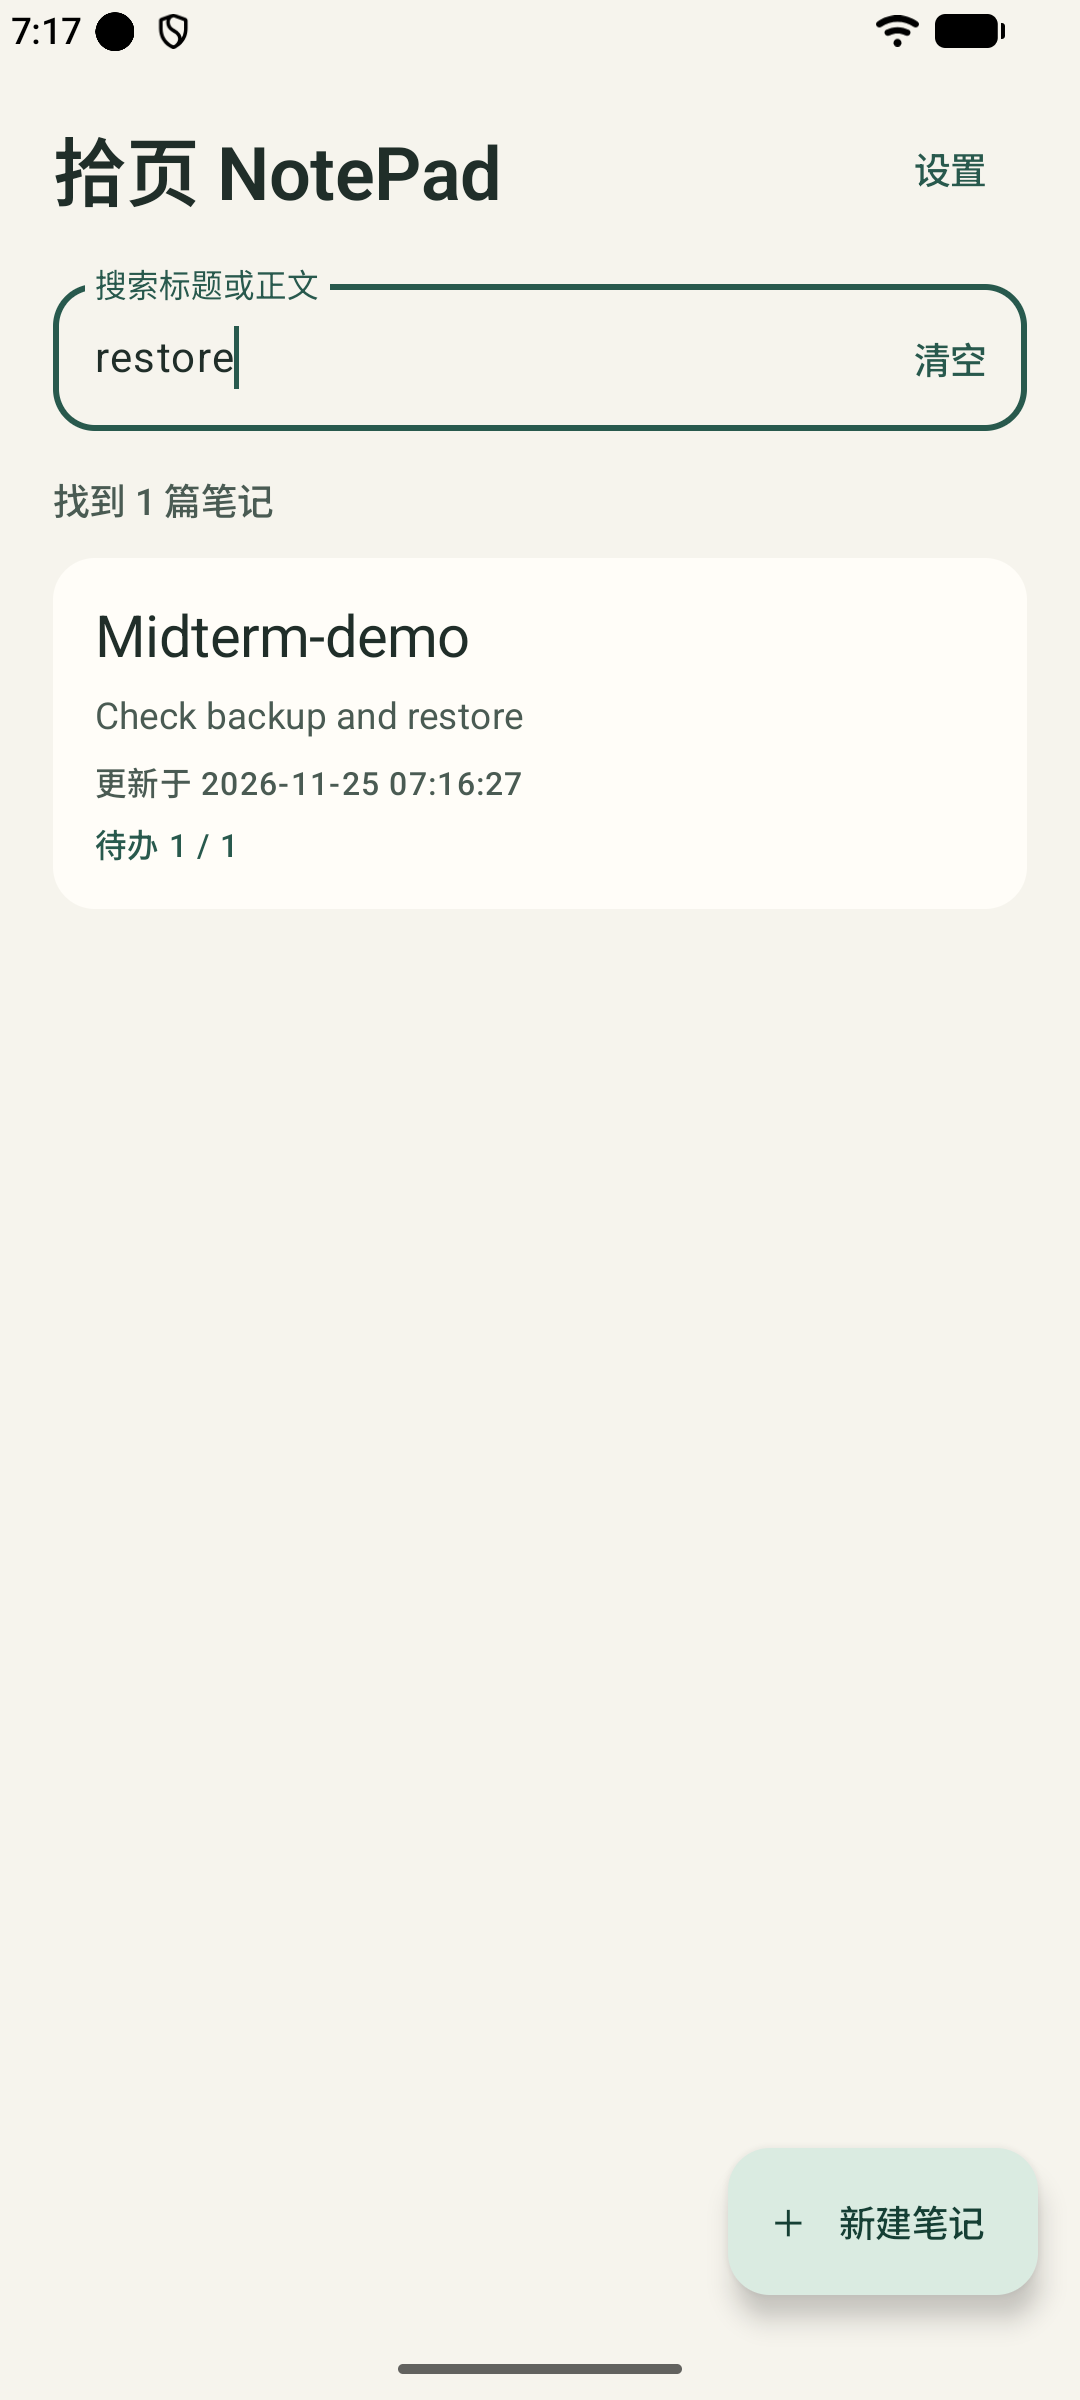 7:17
拾页 NotePad
设置
搜索标题或正文
restore
清空
找到 1 篇笔记
Midterm-demo
Check backup and restore
更新于 2026-11-25 07:16:27
待办 1 / 1
+ 新建笔记